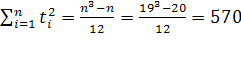 ∑ⁿᵢ₌₁ tᵢ² = (n³−n)/12 = (19³−20)/12 = 570